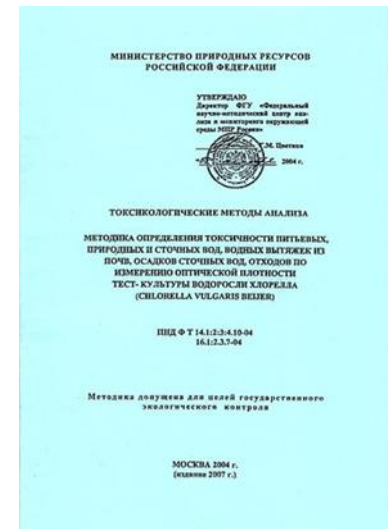 МИНИСТЕРСТВО ПРИРОДНЫХ РЕСУРСОВ
РОССИЙСКОЙ ФЕДЕРАЦИИ
УТВЕРЖДАЮ
Директор ФГУ «Федеральный
научно-методический центр ана-
лиза и мониторинга окружающей
среды МПР России»
Г.М. Цветков
2004 г.
ТОКСИКОЛОГИЧЕСКИЕ МЕТОДЫ АНАЛИЗА
МЕТОДИКА ОПРЕДЕЛЕНИЯ ТОКСИЧНОСТИ ПИТЬЕВЫХ,
ПРИРОДНЫХ И СТОЧНЫХ ВОД, ВОДНЫХ ВЫТЯЖЕК ИЗ
ПОЧВ, ОСАДКОВ СТОЧНЫХ ВОД, ОТХОДОВ ПО
ИЗМЕРЕНИЮ ОПТИЧЕСКОЙ ПЛОТНОСТИ
ТЕСТ- КУЛЬТУРЫ ВОДОРОСЛИ ХЛОРЕЛЛА
(CHLORELLA VULGARIS BEIJER)
ПНД Ф Т 14.1:2:3:4.10-04
16.1:2.3.7-04
Методика допущена для целей государственного
экологического контроля
МОСКВА 2004 г.
(издание 2007 г.)